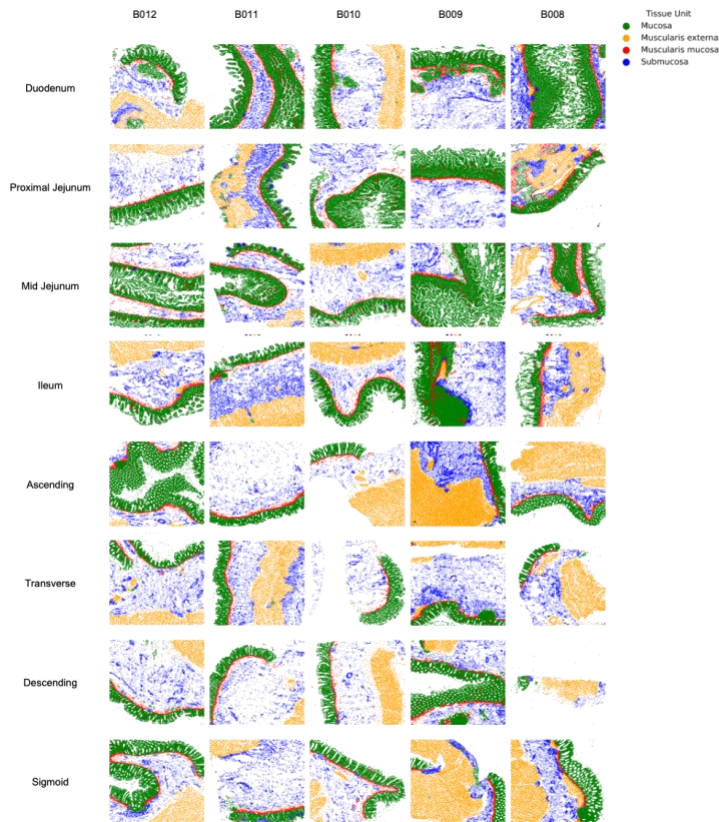 B012 B011 B010 B009 B008
Tissue Unit
Mucosa
Muscularis externa
Muscularis mucosa
Submucosa
Duodenum
Proximal Jejunum
Mid Jejunum
Ileum
Ascending
Transverse
Descending
Sigmoid